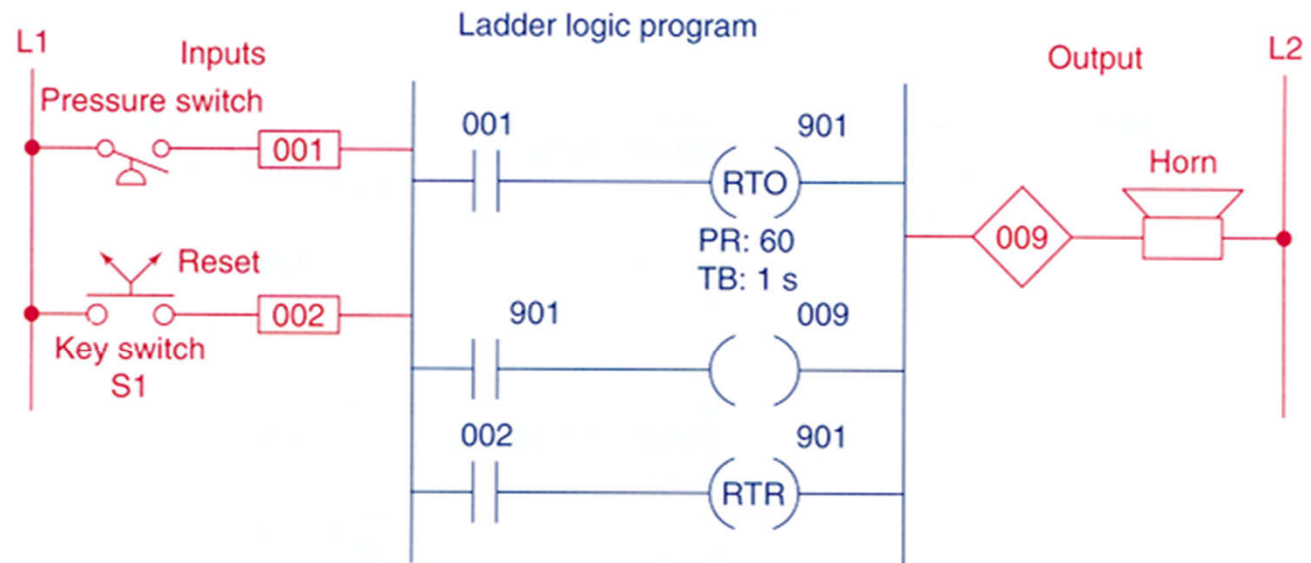 Ladder logic program
L1
Inputs
Output
L2
Pressure switch
001
001
901
RTO
PR: 60
TB: 1 s
Horn
009
Reset
002
Key switch
S1
901
009
002
901
RTR